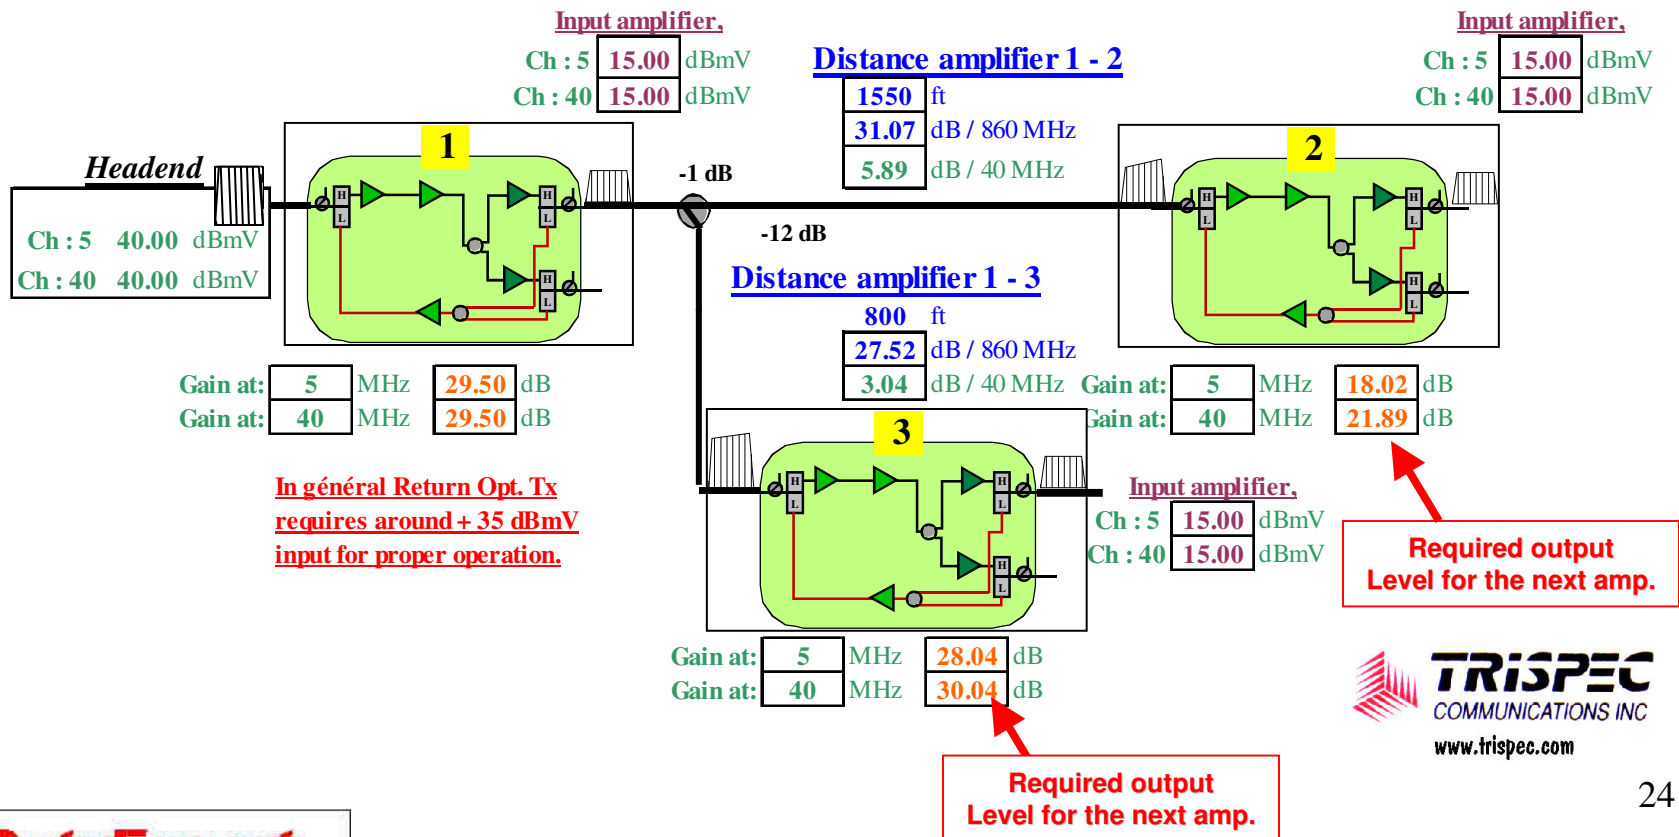 Input amplifier,
Ch : 5 15.00 dBmV
Ch : 40 15.00 dBmV
Distance amplifier 1 - 2
1550 ft
31.07 dB / 860 MHz
5.89 dB / 40 MHz
Input amplifier,
Ch : 5 15.00 dBmV
Ch : 40 15.00 dBmV
Headend
Ch : 5 40.00 dBmV
Ch : 40 40.00 dBmV
1
H
L
H
L
H
L
-1 dB
-12 dB
2
H
L
H
L
H
L
Distance amplifier 1 - 3
800 ft
27.52 dB / 860 MHz
3.04 dB / 40 MHz
Gain at: 5 MHz 29.50 dB
Gain at: 40 MHz 29.50 dB
Gain at: 5 MHz 18.02 dB
Gain at: 40 MHz 21.89 dB
3
H
L
H
L
H
L
In général Return Opt. Tx
requires around + 35 dBmV
input for proper operation.
Input amplifier,
Ch : 5 15.00 dBmV
Ch : 40 15.00 dBmV
Required output
Level for the next amp.
Gain at: 5 MHz 28.04 dB
Gain at: 40 MHz 30.04 dB
Required output
Level for the next amp.
TRISPEC
COMMUNICATIONS INC
www.trispec.com
24